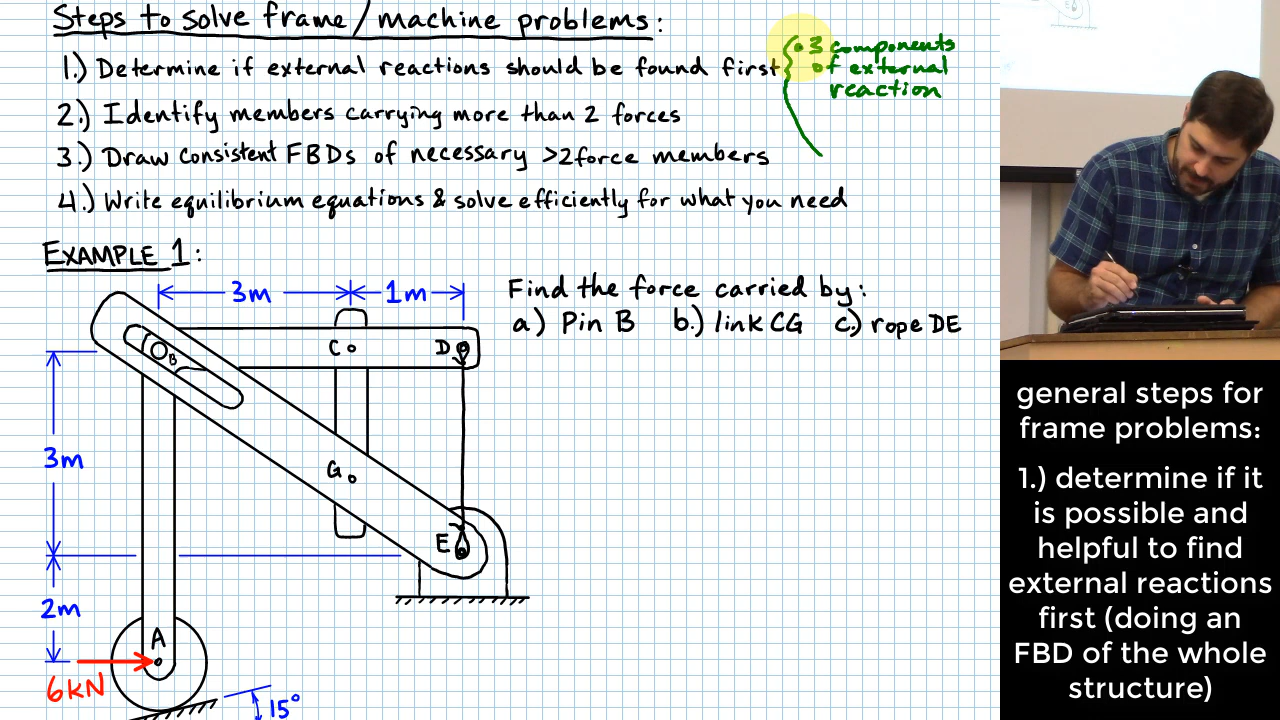 Steps to solve frame/machine problems:
1.) Determine if external reactions should be found first
• 3 components
of external
reaction
2.) Identify members carrying more than 2 forces
3.) Draw consistent FBDs of necessary >2force members
4.) Write equilibrium equations & solve efficiently for what you need
EXAMPLE 1:
Find the force carried by:
a) Pin B b.) link CG c.) rope DE
3m
1m
B
C
D
3m
G
E
2m
A
6kN
15°
general steps for
frame problems:
1.) determine if it
is possible and
helpful to find
external reactions
first (doing an
FBD of the whole
structure)
E